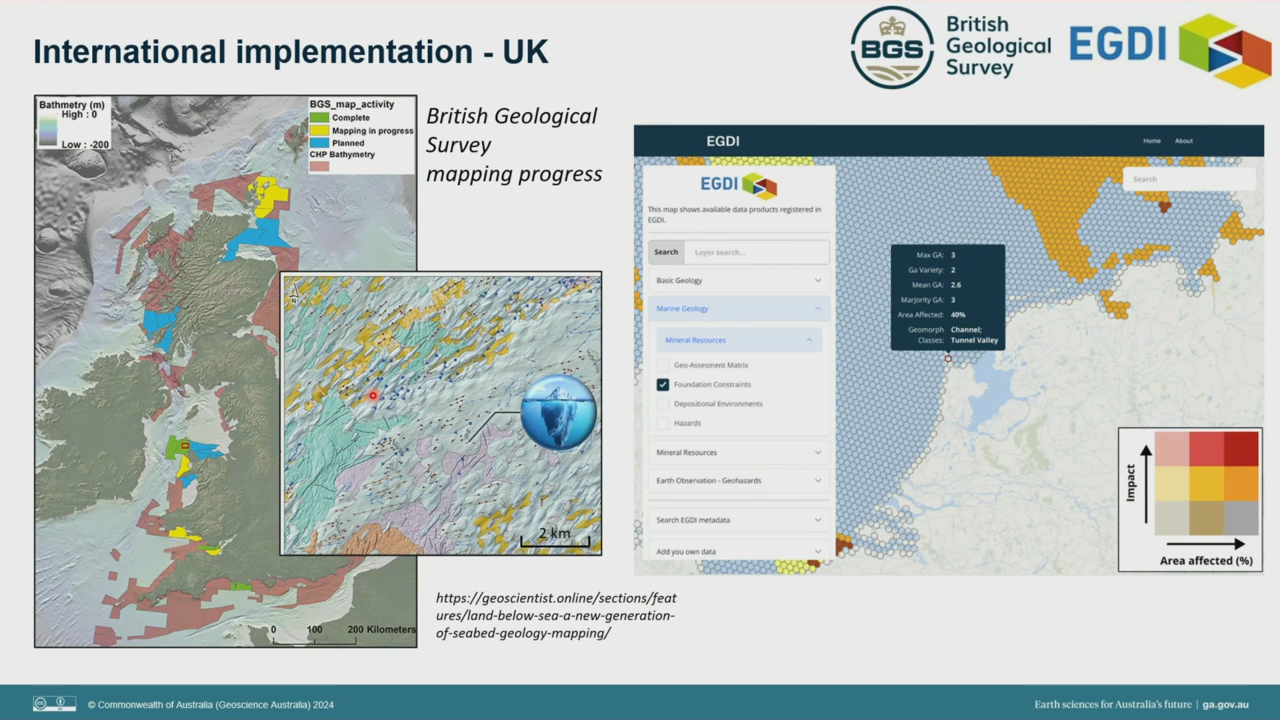 International implementation - UK
BGS
British
Geological
Survey
EGDI
Bathmetry (m)
High : 0
Low : -200
BGS_map_activity
Complete
Mapping in progress
Planned
CHP Bathymetry
0 100 200 Kilometers
British Geological
Survey
mapping progress
N
2 km
https://geoscientist.online/sections/feat
ures/land-below-sea-a-new-generation-
of-seabed-geology-mapping/
EGDI
Home About
Search
EGDI
This map shows available data products registered in
EGDI.
Search Layer search...
Basic Geology
Marine Geology
Mineral Resources
Geo-Assesment Matrix
Foundation Constraints
Depositional Environments
Hazards
Mineral Resources
Earth Observation - Geohazards
Search EGDI metadata
Add you own data
Max GA: 3
Ga Variety: 2
Mean GA: 2.6
Marjority GA: 3
Area Affected: 40%
Geomorph Channel;
Classes: Tunnel Valley
Impact
Area affected (%)
© Commonwealth of Australia (Geoscience Australia) 2024
Earth sciences for Australia's future | ga.gov.au